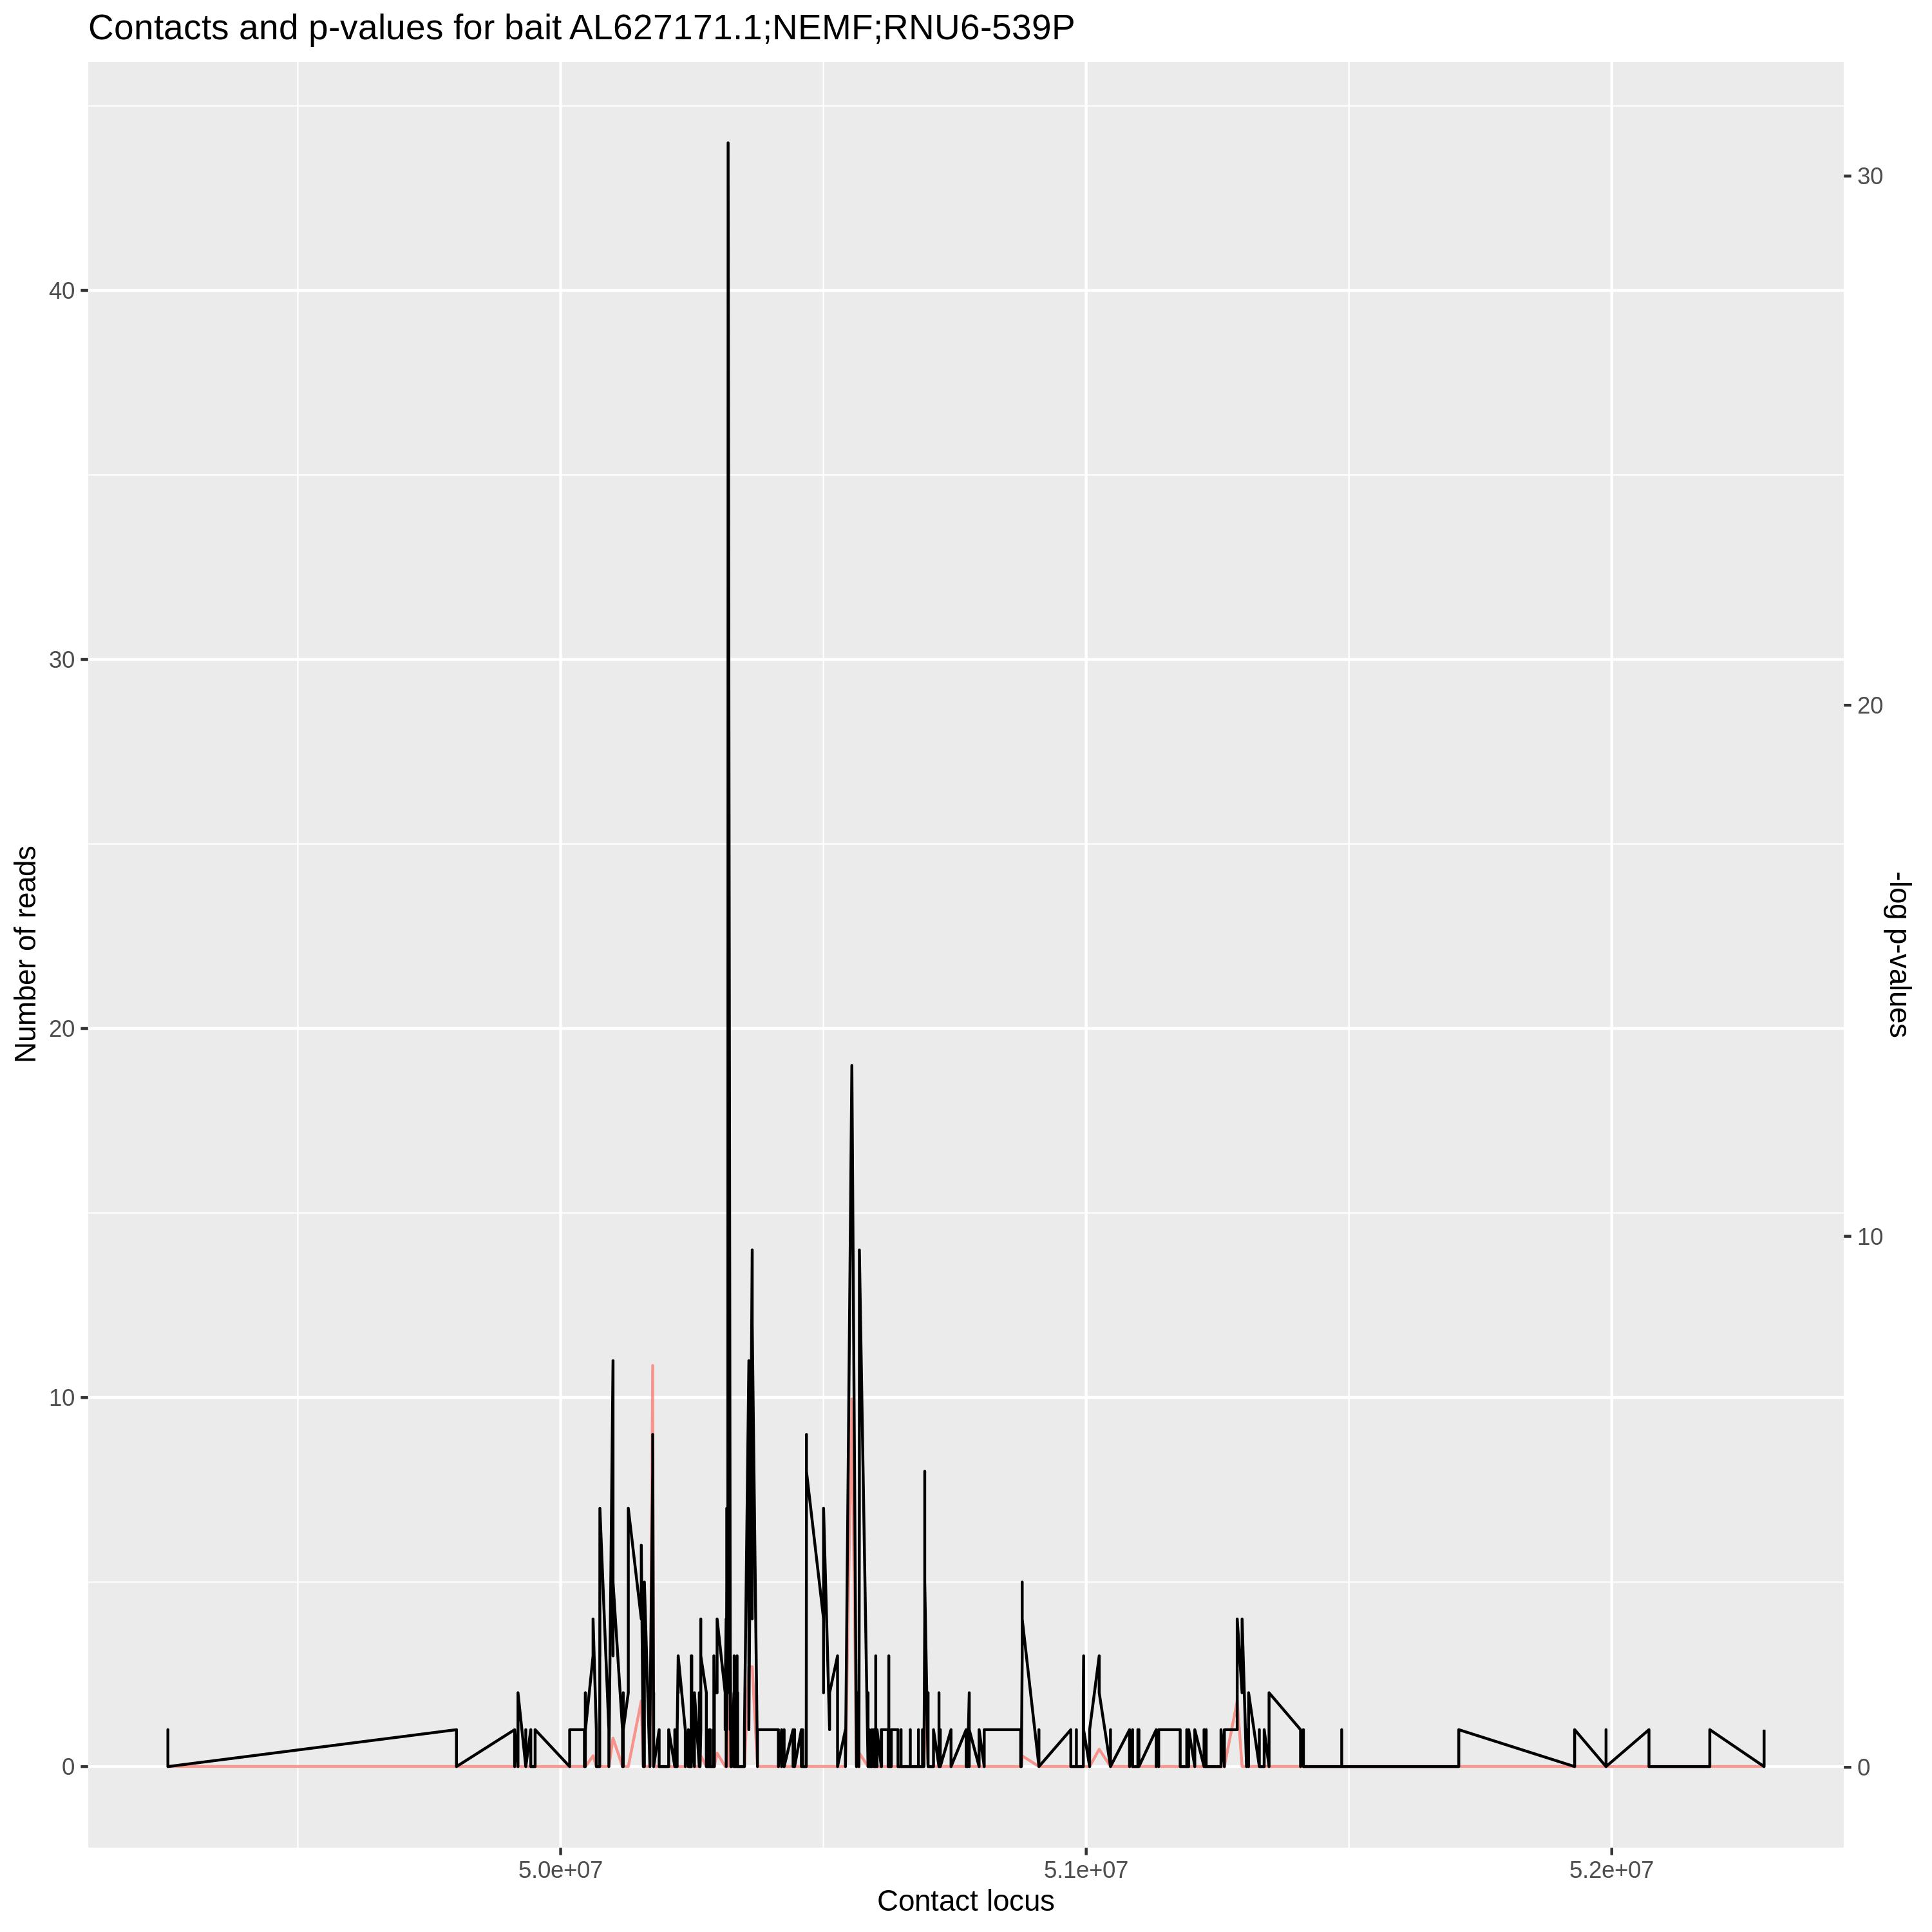 Contacts and p-values for bait AL627171.1;NEMF;RNU6-539P
Number of reads
40
30
20
10
0
30
20
10
0
-log p-values
5.0e+07
5.1e+07
5.2e+07
Contact locus